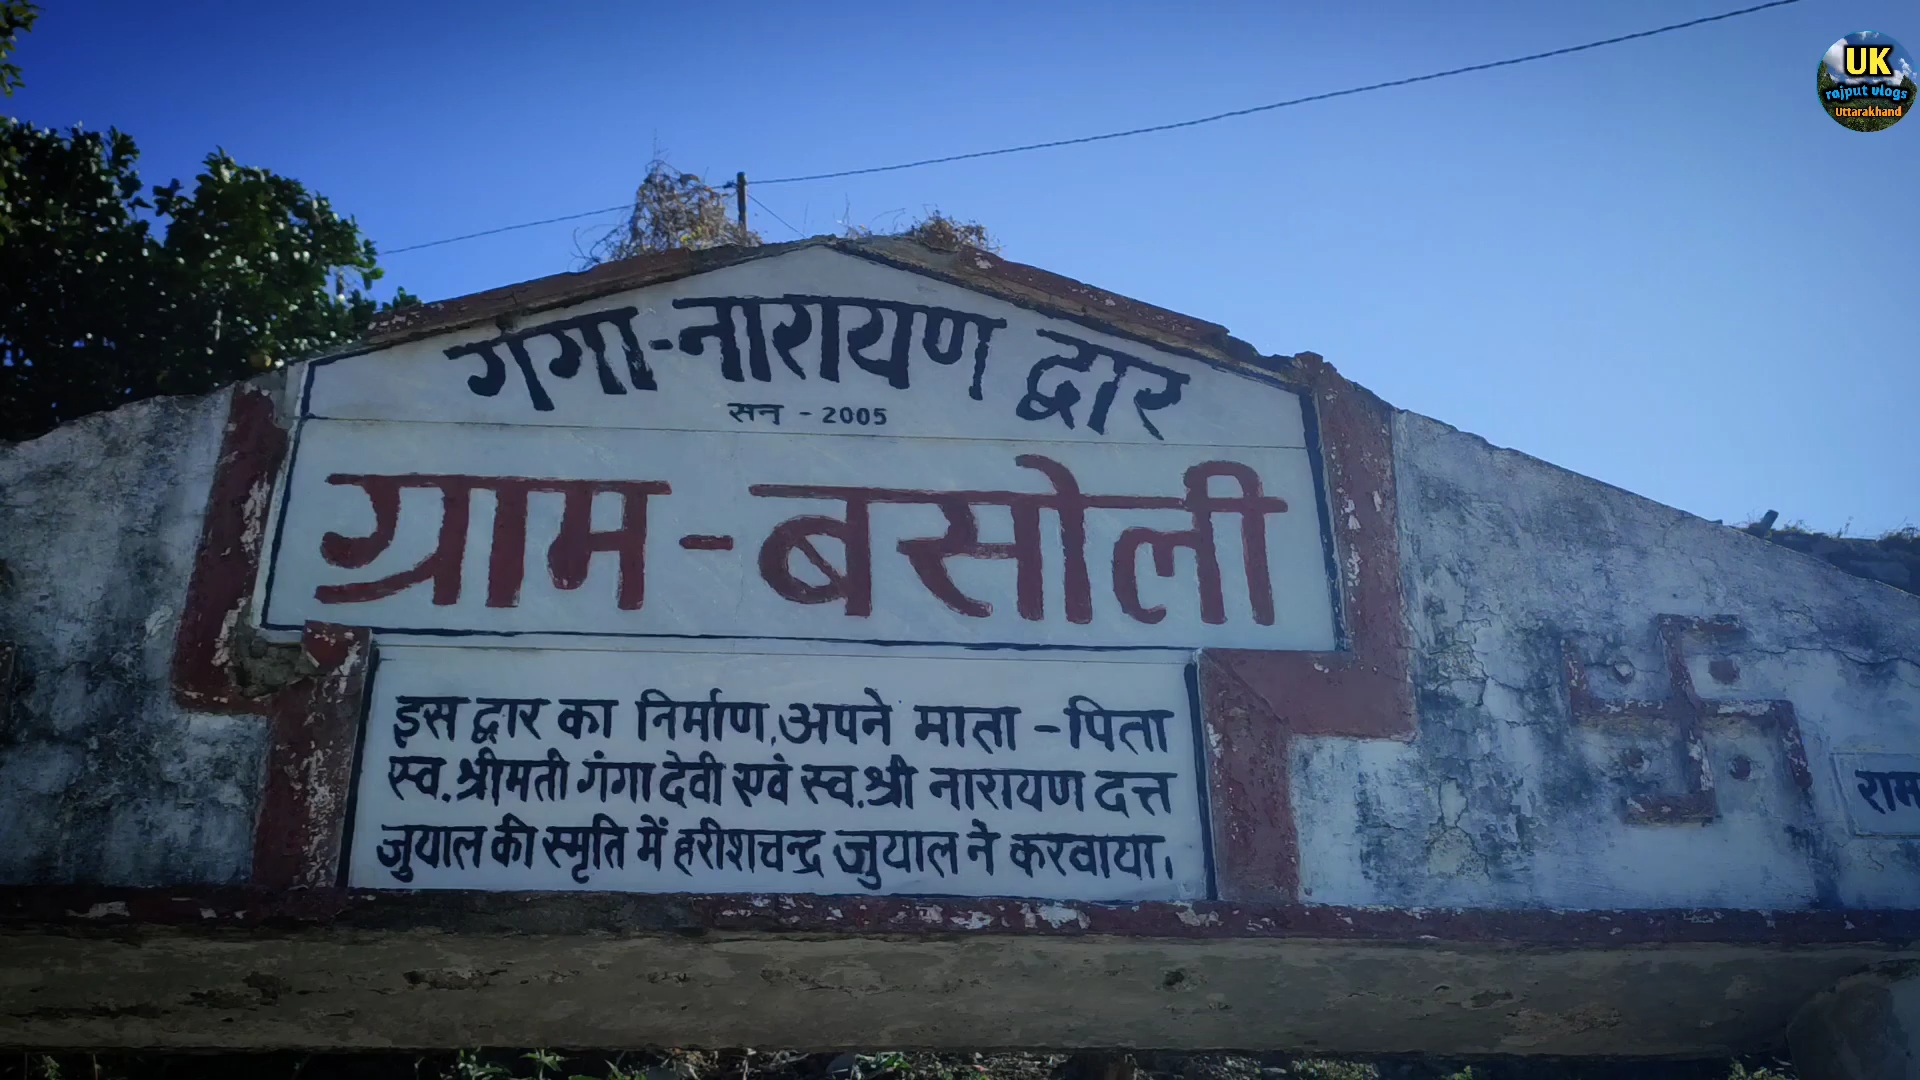 UK
rajput vlogs
Uttarakhand
गंगा-नारायण द्वार
सन् - 2005
ग्राम - बसोली
इस द्वार का निर्माण, अपने माता - पिता
स्व. श्रीमती गंगा देवी एवं स्व. श्री नारायण दत्त
जुयाल की स्मृति में हरीशचन्द्र जुयाल ने करवाया।
राम